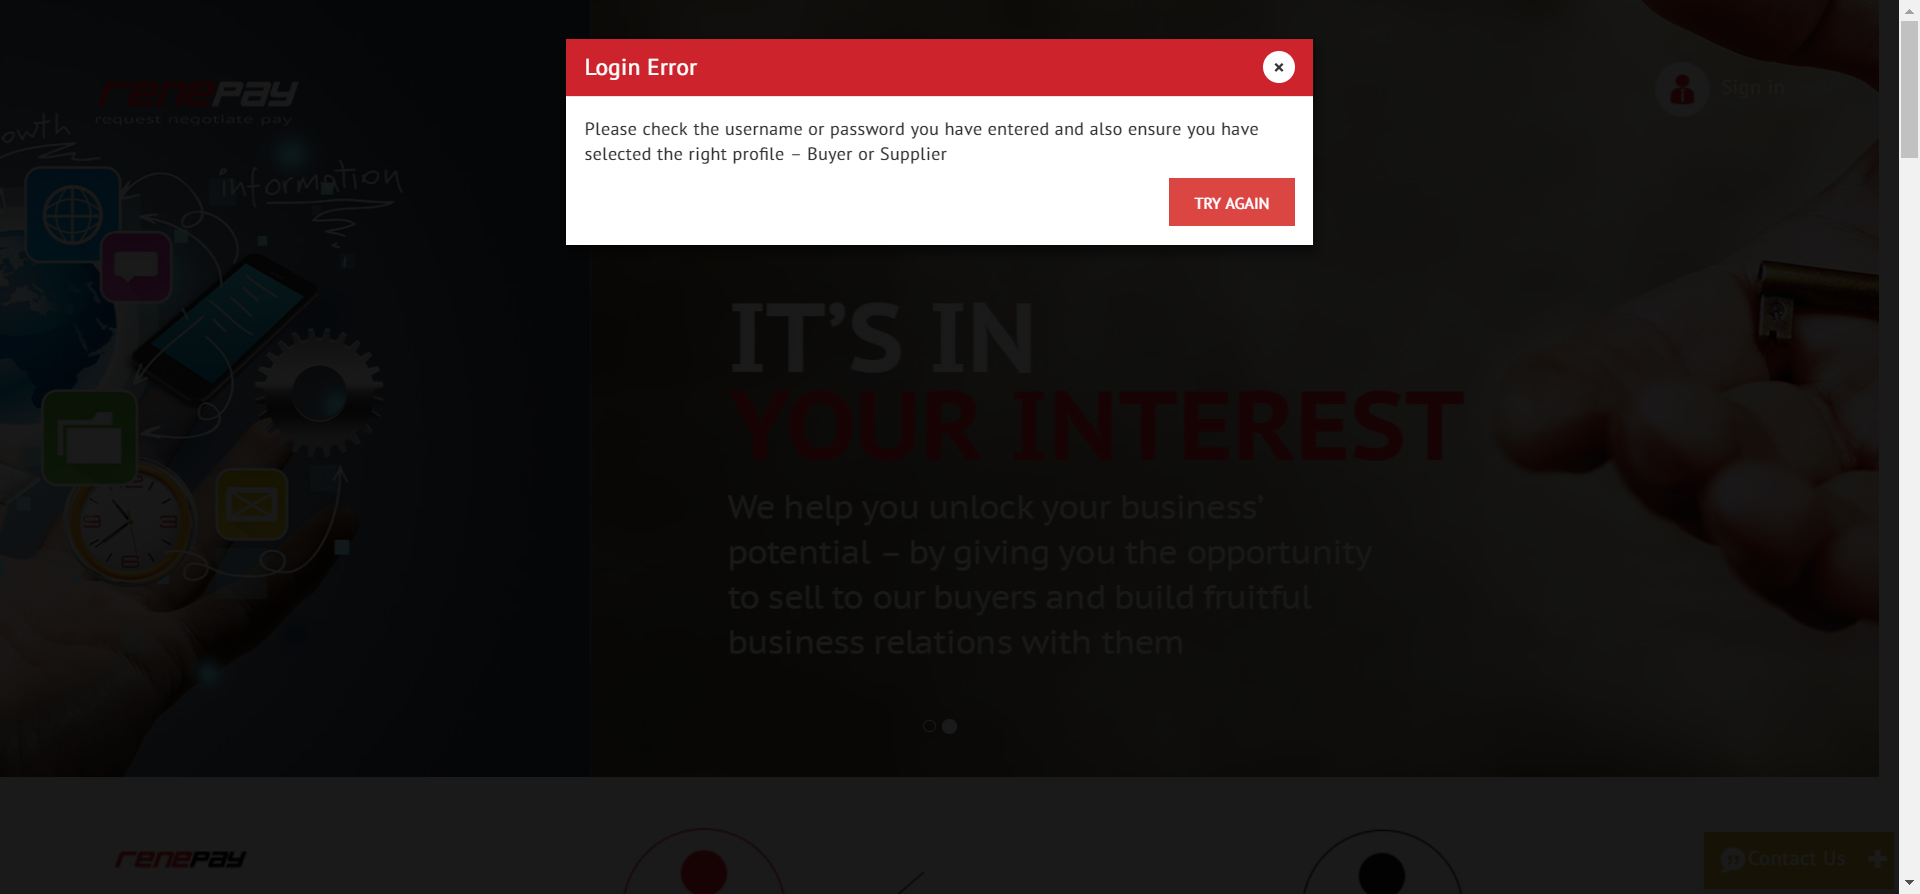 Login Error
Please check the username or password you have entered and also ensure you have
selected the right profile – Buyer or Supplier
TRY AGAIN
renepay
request negotiate pay
Sign in
owth
information
IT’S IN
YOUR INTEREST
We help you unlock your business’
potential – by giving you the opportunity
to sell to our buyers and build fruitful
business relations with them
renepay
Contact Us